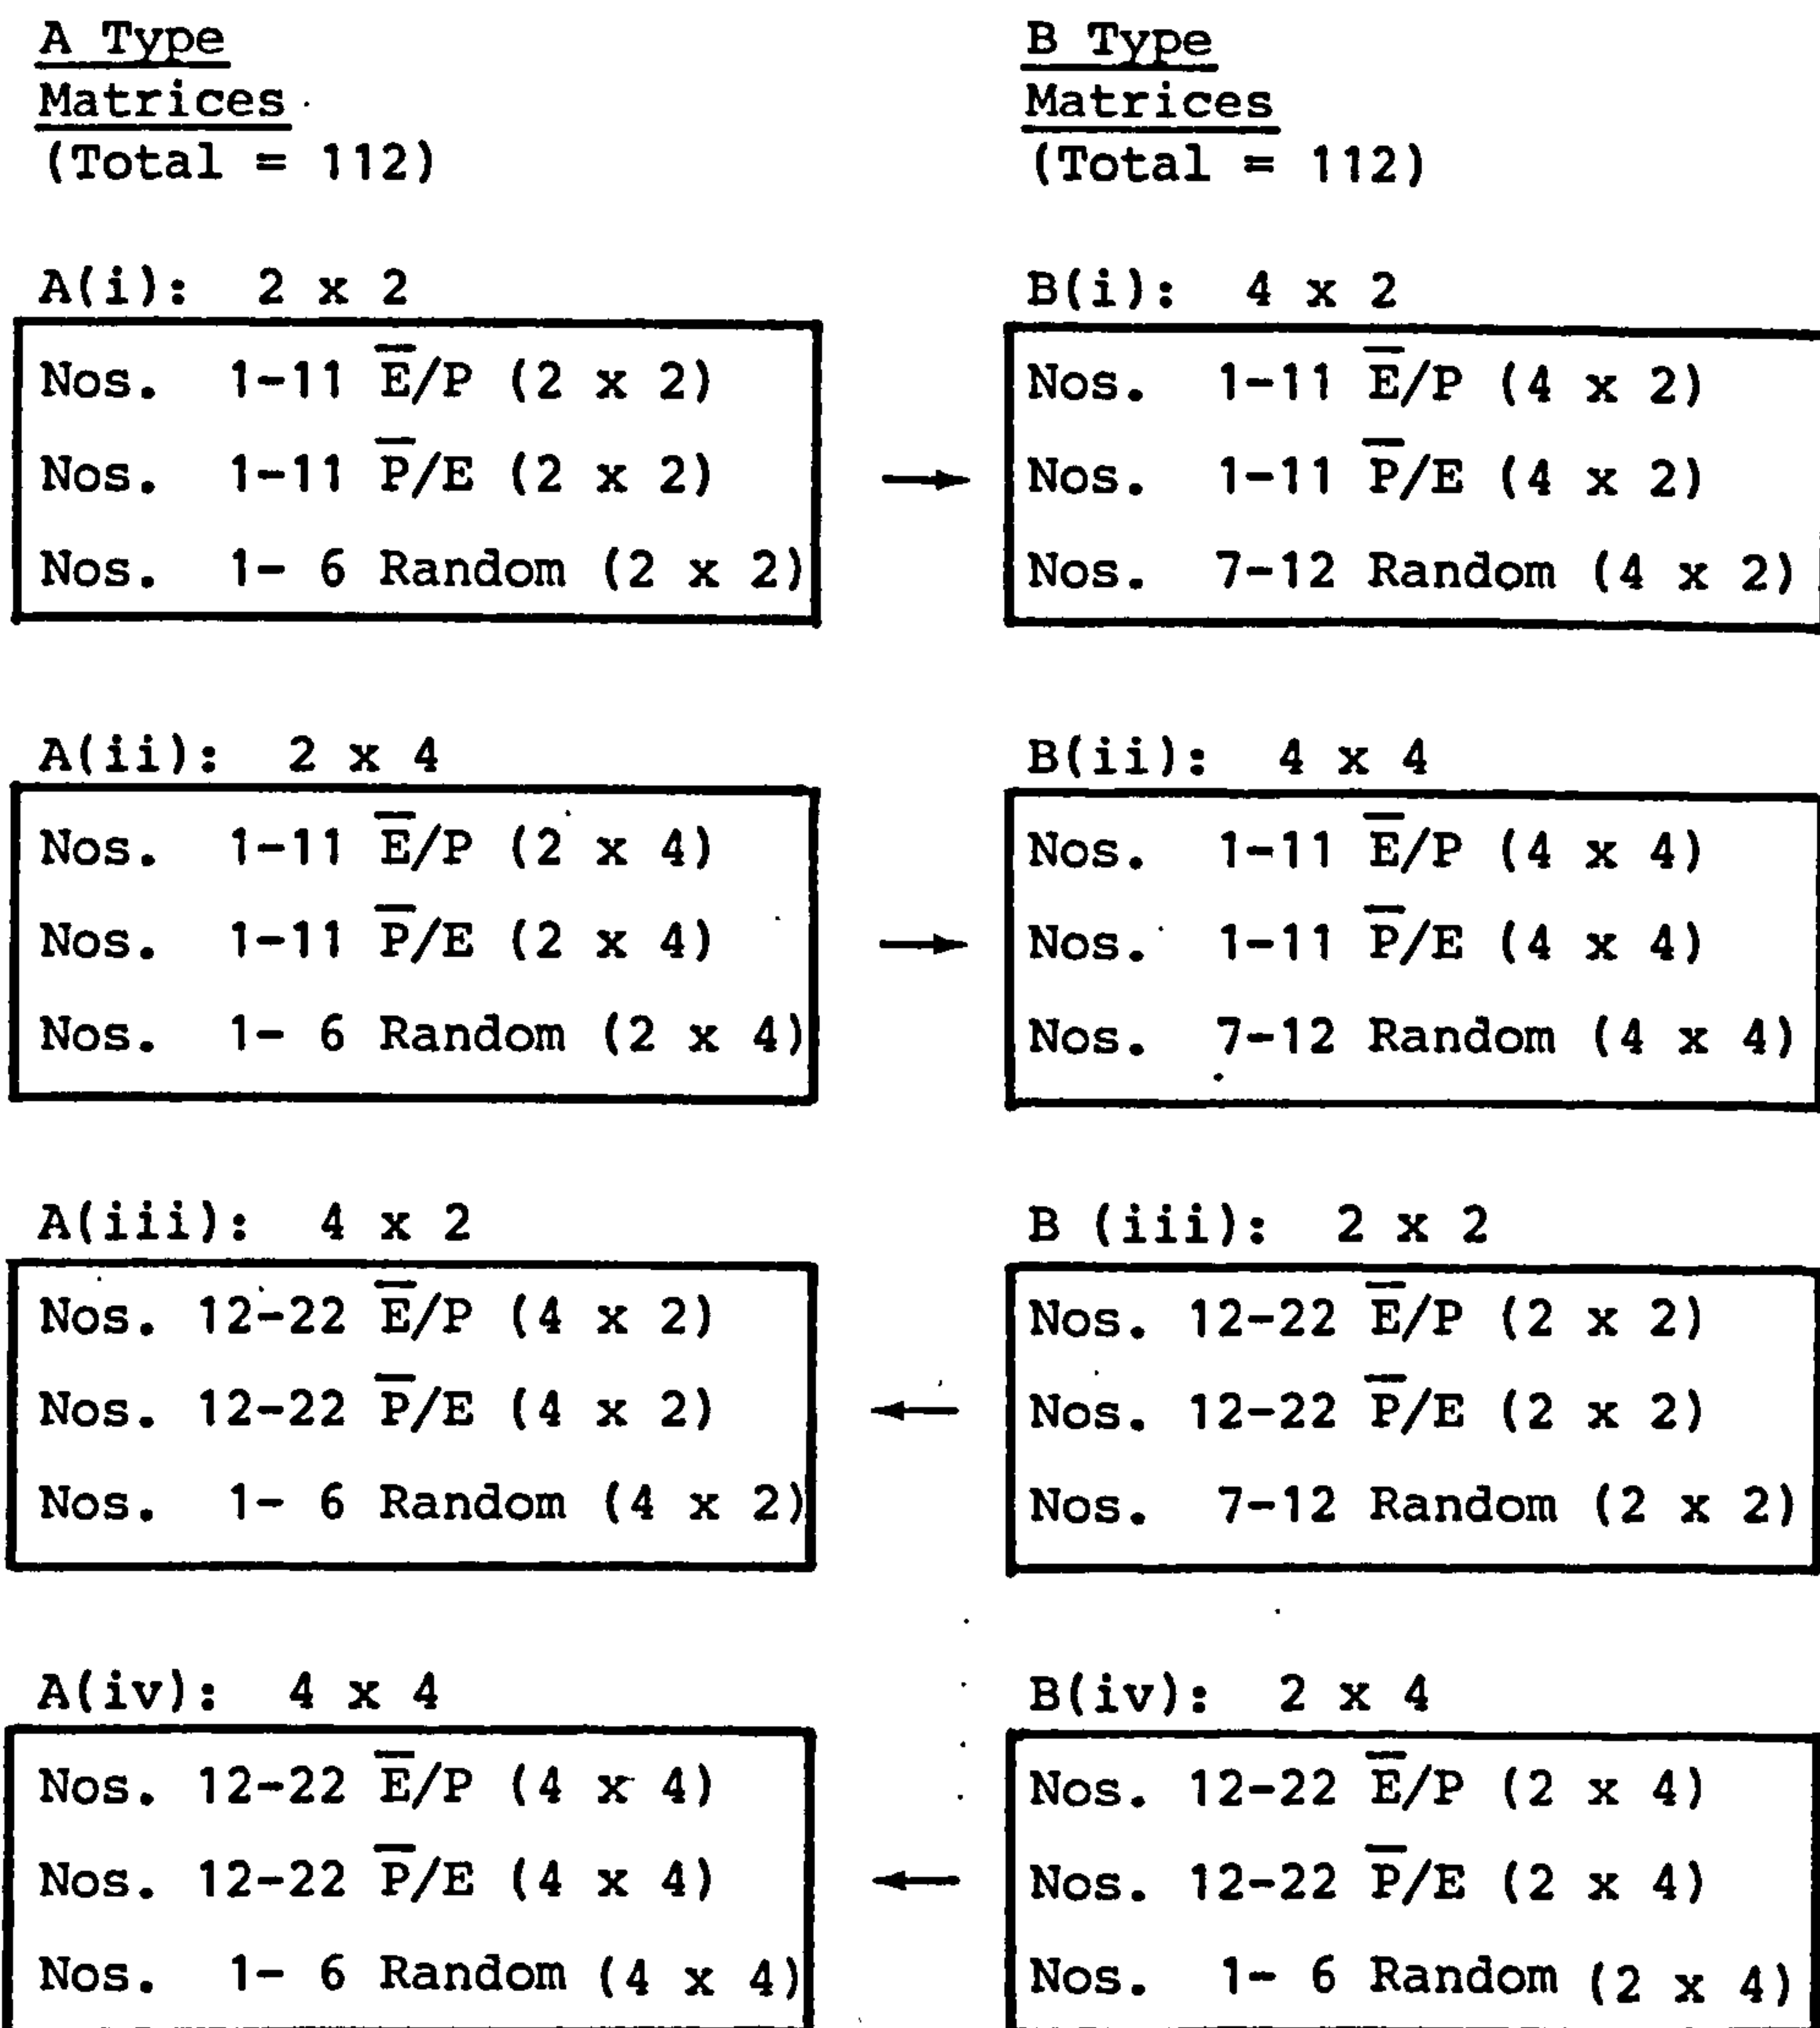 A Type
Matrices
(Total = 112)
B Type
Matrices
(Total = 112)
A(i): 2 x 2
Nos. 1-11 E̅/P (2 x 2)
Nos. 1-11 P̅/E (2 x 2)
Nos. 1- 6 Random (2 x 2)
→
B(i): 4 x 2
Nos. 1-11 E̅/P (4 x 2)
Nos. 1-11 P̅/E (4 x 2)
Nos. 7-12 Random (4 x 2)
A(ii): 2 x 4
Nos. 1-11 E̅/P (2 x 4)
Nos. 1-11 P̅/E (2 x 4)
Nos. 1- 6 Random (2 x 4)
→
B(ii): 4 x 4
Nos. 1-11 E̅/P (4 x 4)
Nos. 1-11 P̅/E (4 x 4)
Nos. 7-12 Random (4 x 4)
A(iii): 4 x 2
Nos. 12-22 E̅/P (4 x 2)
Nos. 12-22 P̅/E (4 x 2)
Nos. 1- 6 Random (4 x 2)
←
B (iii): 2 x 2
Nos. 12-22 E̅/P (2 x 2)
Nos. 12-22 P̅/E (2 x 2)
Nos. 7-12 Random (2 x 2)
A(iv): 4 x 4
Nos. 12-22 E̅/P (4 x 4)
Nos. 12-22 P̅/E (4 x 4)
Nos. 1- 6 Random (4 x 4)
←
B(iv): 2 x 4
Nos. 12-22 E̅/P (2 x 4)
Nos. 12-22 P̅/E (2 x 4)
Nos. 1- 6 Random (2 x 4)